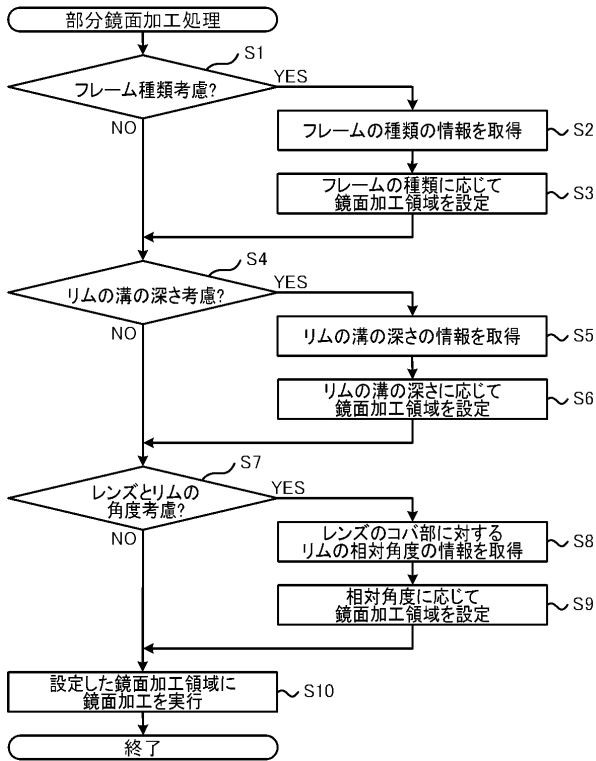 部分鏡面加工処理
S1
フレーム種類考慮?
YES
NO
フレームの種類の情報を取得
S2
フレームの種類に応じて
鏡面加工領域を設定
S3
S4
リムの溝の深さ考慮?
YES
NO
リムの溝の深さの情報を取得
S5
リムの溝の深さに応じて
鏡面加工領域を設定
S6
S7
レンズとリムの
角度考慮?
YES
NO
レンズのコバ部に対する
リムの相対角度の情報を取得
S8
相対角度に応じて
鏡面加工領域を設定
S9
設定した鏡面加工領域に
鏡面加工を実行
S10
終了